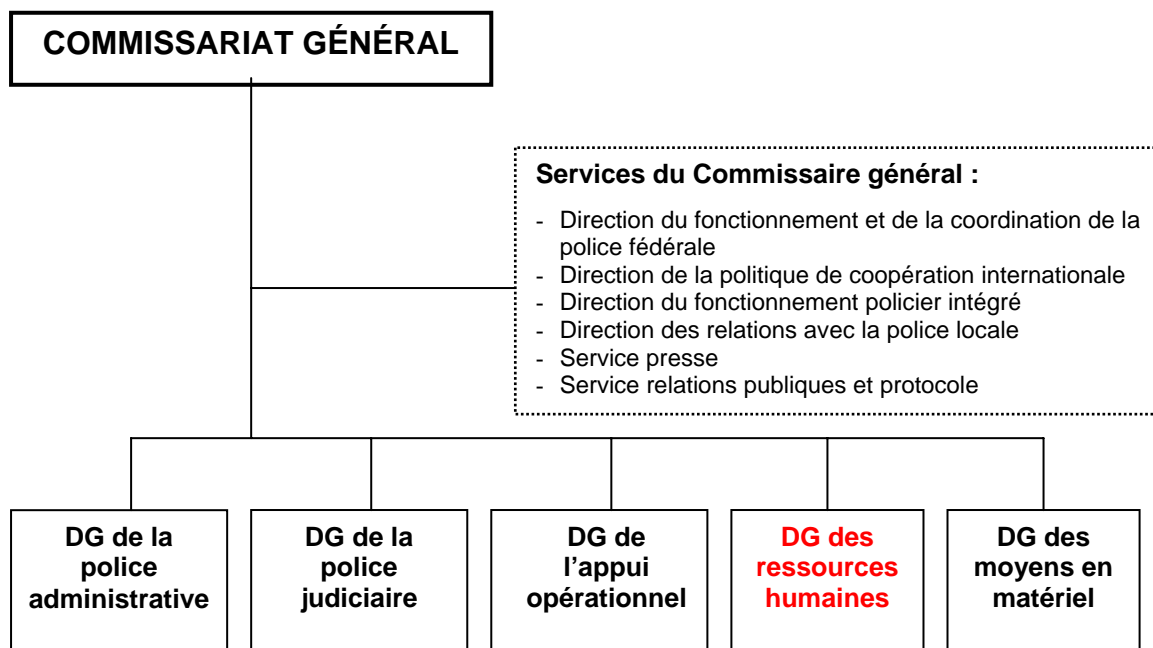 COMMISSARIAT GÉNÉRAL
Services du Commissaire général :
- Direction du fonctionnement et de la coordination de la
police fédérale
- Direction de la politique de coopération internationale
- Direction du fonctionnement policier intégré
- Direction des relations avec la police locale
- Service presse
- Service relations publiques et protocole
DG de la
police
administrative
DG de la
police
judiciaire
DG de
l'appui
opérationnel
DG des
ressources
humaines
DG des
moyens en
matériel